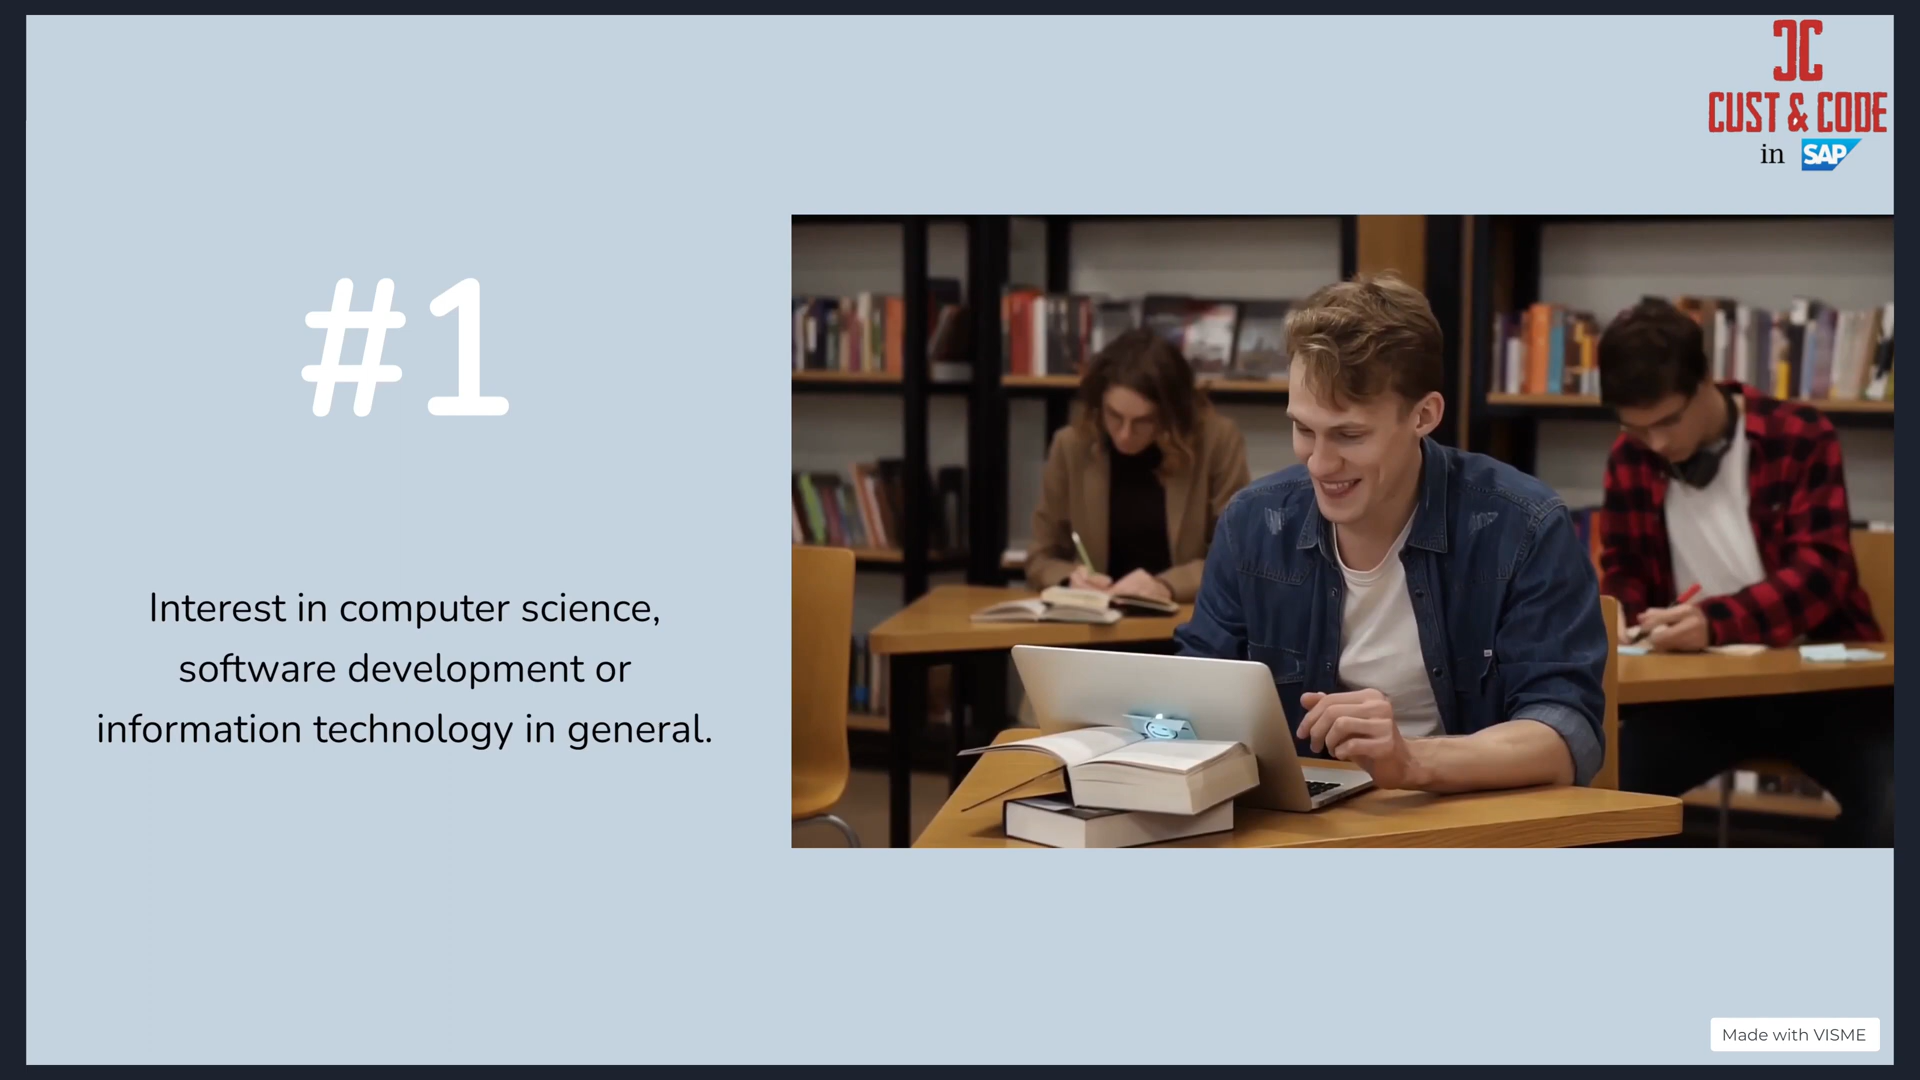 CUST & CODE
in SAP
#1
Interest in computer science,
software development or
information technology in general.
Made with VISME